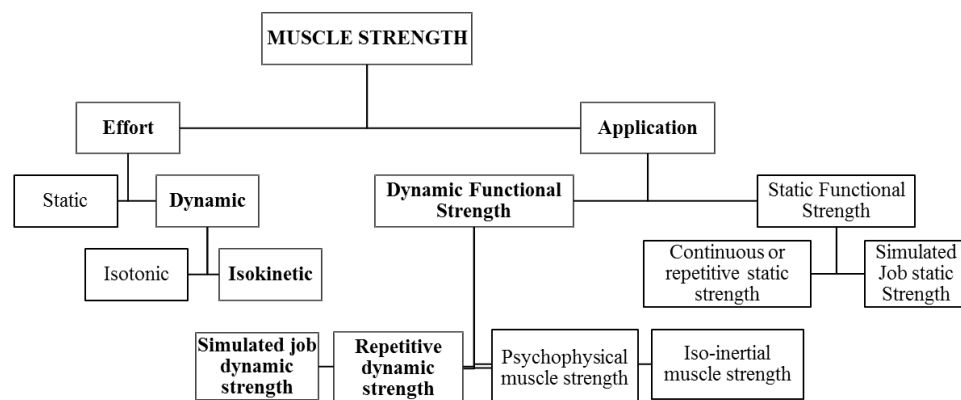 MUSCLE STRENGTH
Effort
Application
Static
Dynamic
Dynamic Functional
Strength
Static Functional
Strength
Isotonic
Isokinetic
Continuous or
repetitive static
strength
Simulated
Job static
Strength
Simulated job
dynamic
strength
Repetitive
dynamic
strength
Psychophysical
muscle strength
Iso-inertial
muscle strength